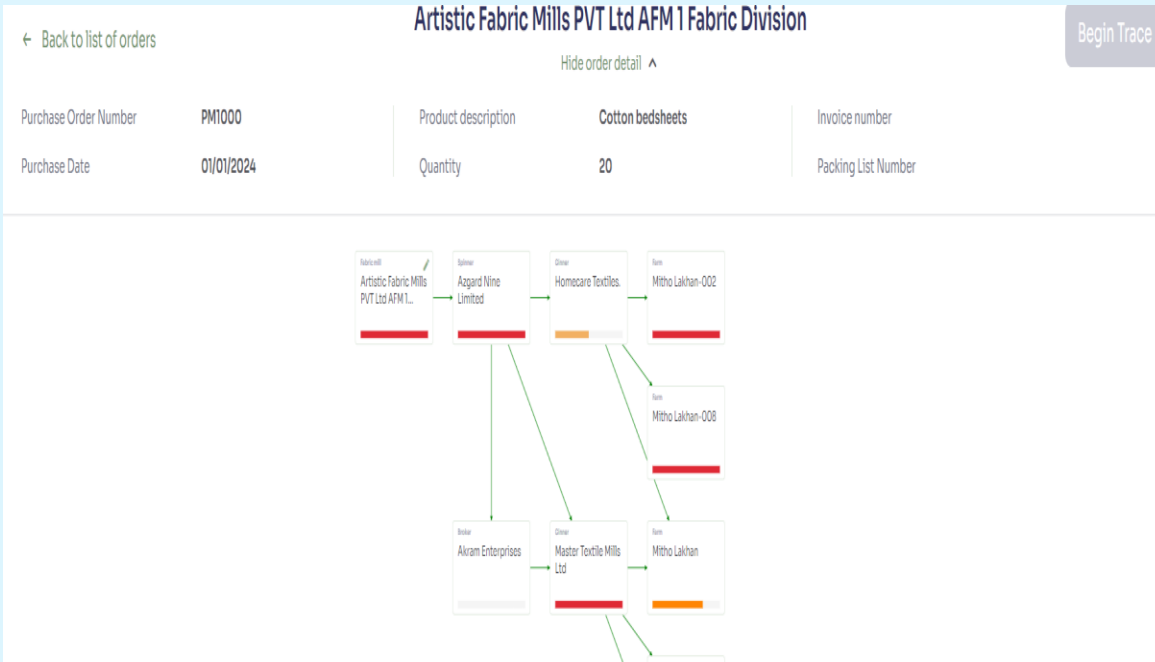 Artistic Fabric Mills PVT Ltd AFM 1 Fabric Division
← Back to list of orders
Begin Trace
Hide order detail
Purchase Order Number PM1000 Product description Cotton bedsheets Invoice number
Purchase Date 01/01/2024 Quantity 20 Packing List Number
Fabric mill
Artistic Fabric Mills
PVT Ltd AFM 1...
Spinner
Azgard Nine
Limited
Ginner
Homecare Textiles.
Farm
Mitho Lakhan-002
Farm
Mitho Lakhan-008
Broker
Akram Enterprises
Ginner
Master Textile Mills
Ltd
Farm
Mitho Lakhan